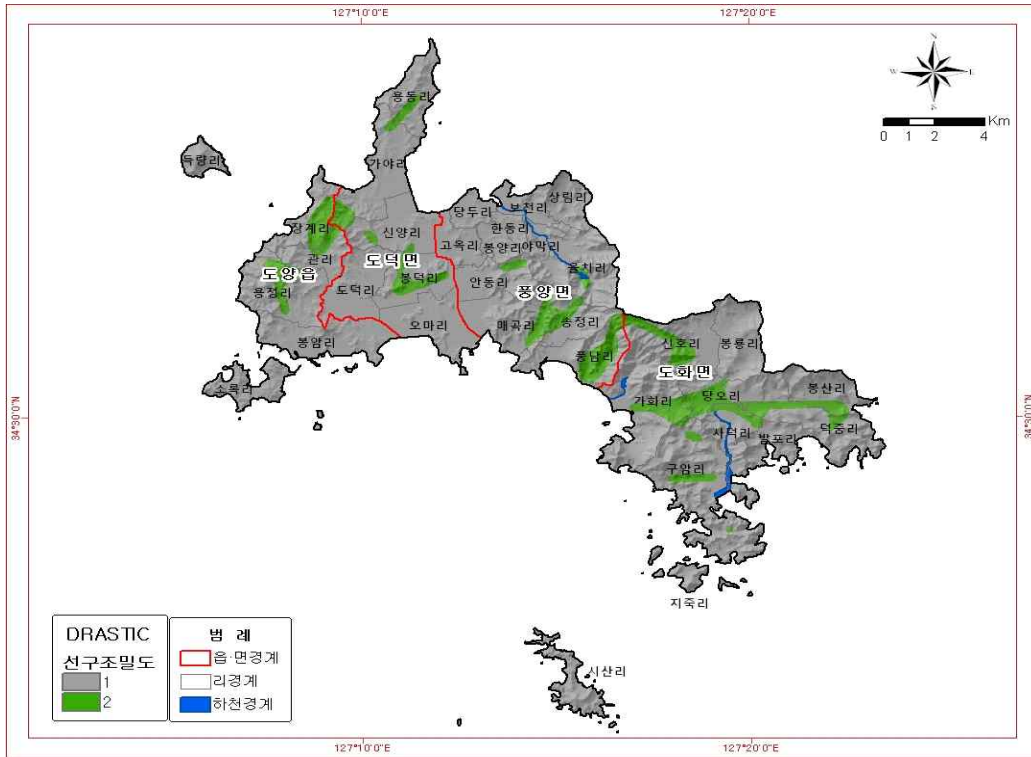 127°10'0"E
127°20'0"E
N
W
E
S
Km
0 1 2 4
용동리
득량리
가야리
상림리
보천리
당두리
장계리
신양리
한동리
고옥리
봉양리
야막리
관리
도덕면
율치리
도양읍
봉덕리
안동리
용정리
도덕리
풍양면
오마리
매곡리
송정리
봉암리
신호리
봉룡리
풍남리
도화면
소록리
당오리
봉산리
가화리
34°30'0"N
34°30'0"N
사덕리
발포리
덕중리
구암리
지죽리
시산리
DRASTIC
선구조밀도
1
2
범 례
읍·면경계
리경계
하천경계
127°10'0"E
127°20'0"E